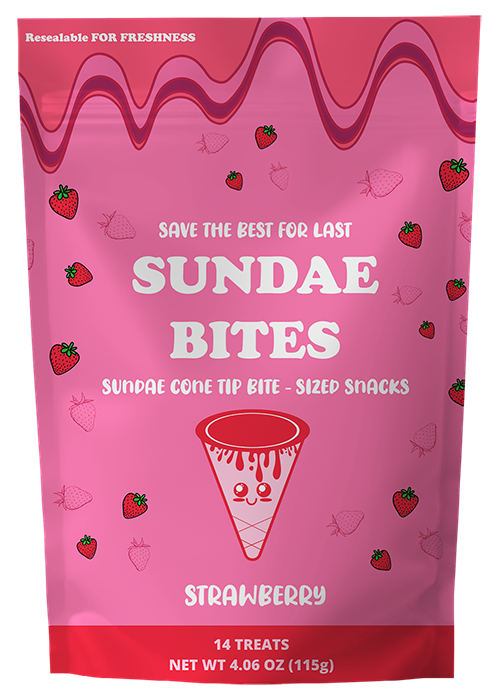 Resealable FOR FRESHNESS
SAVE THE BEST FOR LAST
SUNDAE
BITES
SUNDAE CONE TIP BITE - SIZED SNACKS
STRAWBERRY
14 TREATS
NET WT 4.06 OZ (115g)